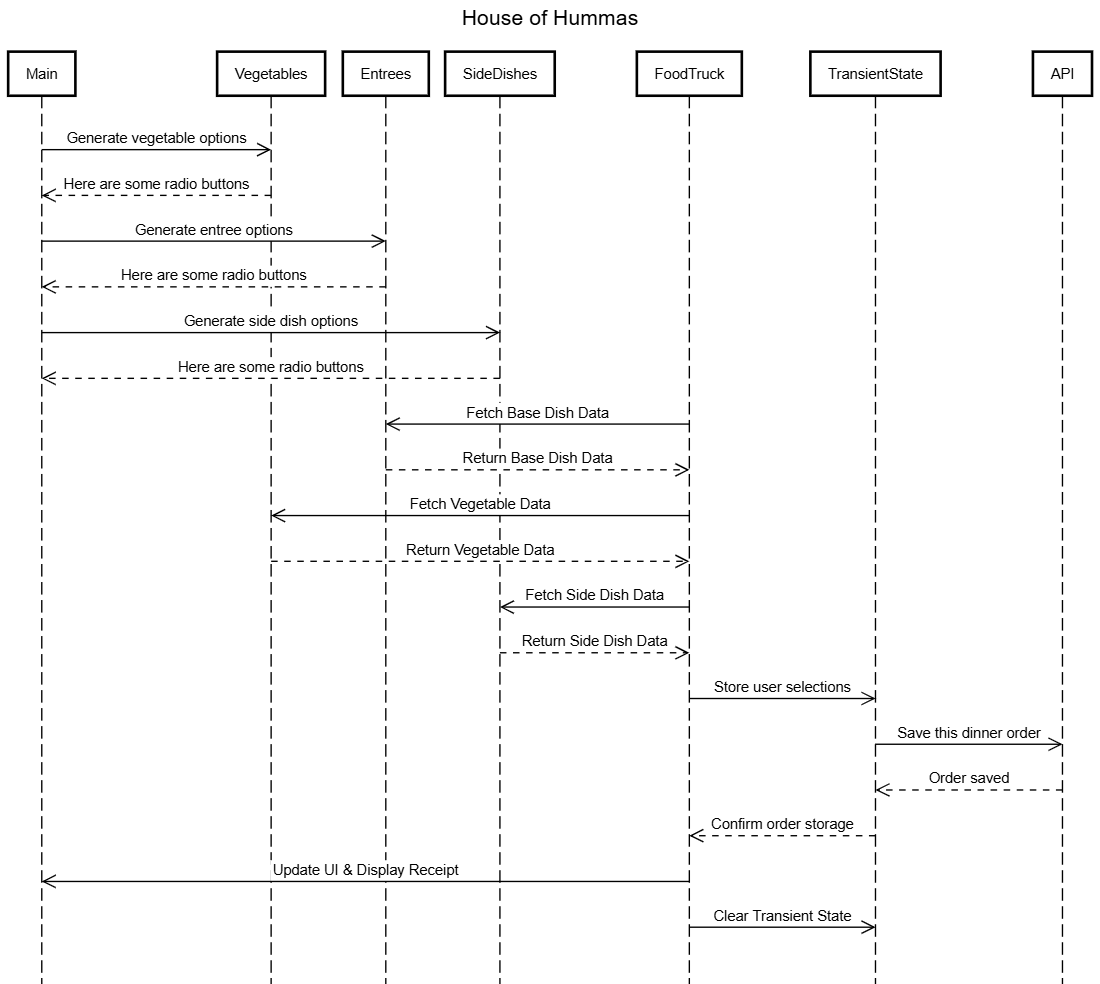 House of Hummas
Main
Vegetables
Entrees
SideDishes
FoodTruck
TransientState
API
Generate vegetable options
Here are some radio buttons
Generate entree options
Here are some radio buttons
Generate side dish options
Here are some radio buttons
Fetch Base Dish Data
Return Base Dish Data
Fetch Vegetable Data
Return Vegetable Data
Fetch Side Dish Data
Return Side Dish Data
Store user selections
Save this dinner order
Order saved
Confirm order storage
Update UI & Display Receipt
Clear Transient State